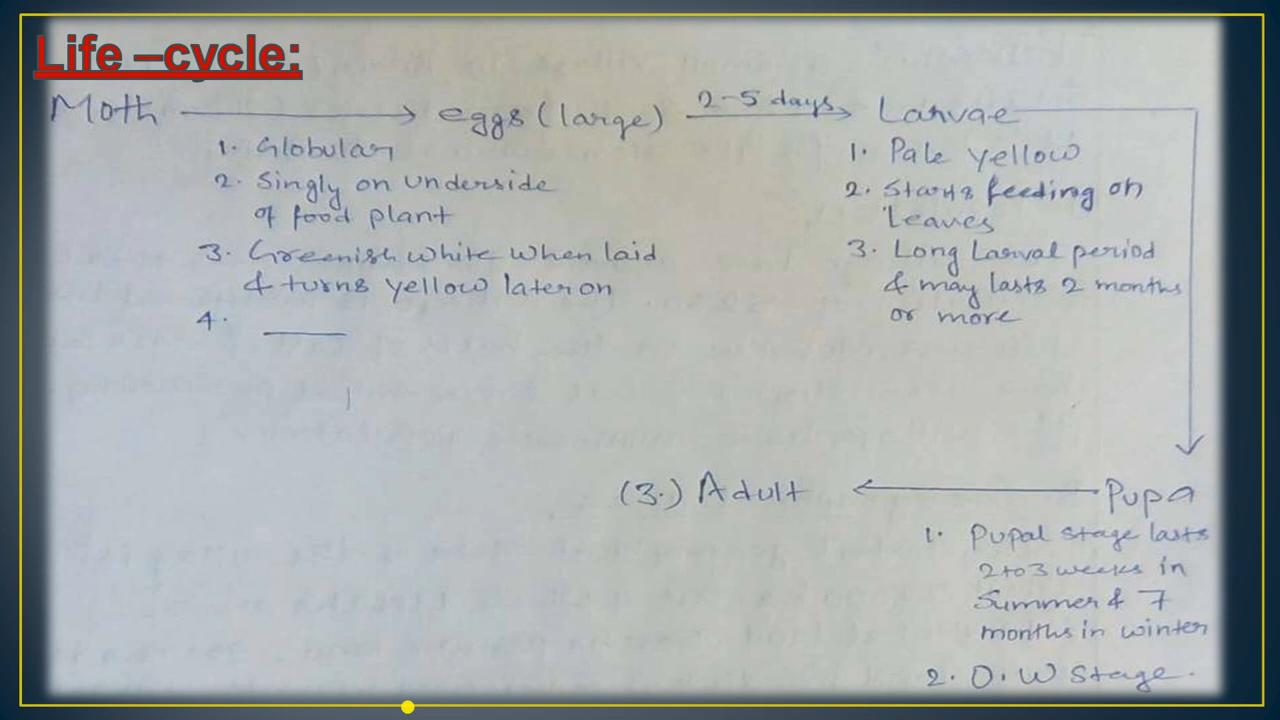 Life –cycle:
Moth → eggs (large) 2-5 days → Larvae
1. Globular
2. Singly on underside
of food plant
3. Greenish white when laid
& turns yellow later on
4. ____
1. Pale yellow
2. Starts feeding on
leaves
3. Long Larval period
& may lasts 2 months
or more
(3.) Adult ← Pupa
1. Pupal stage lasts
2 to 3 weeks in
Summer & 7
months in winter
2. O.W Stage.